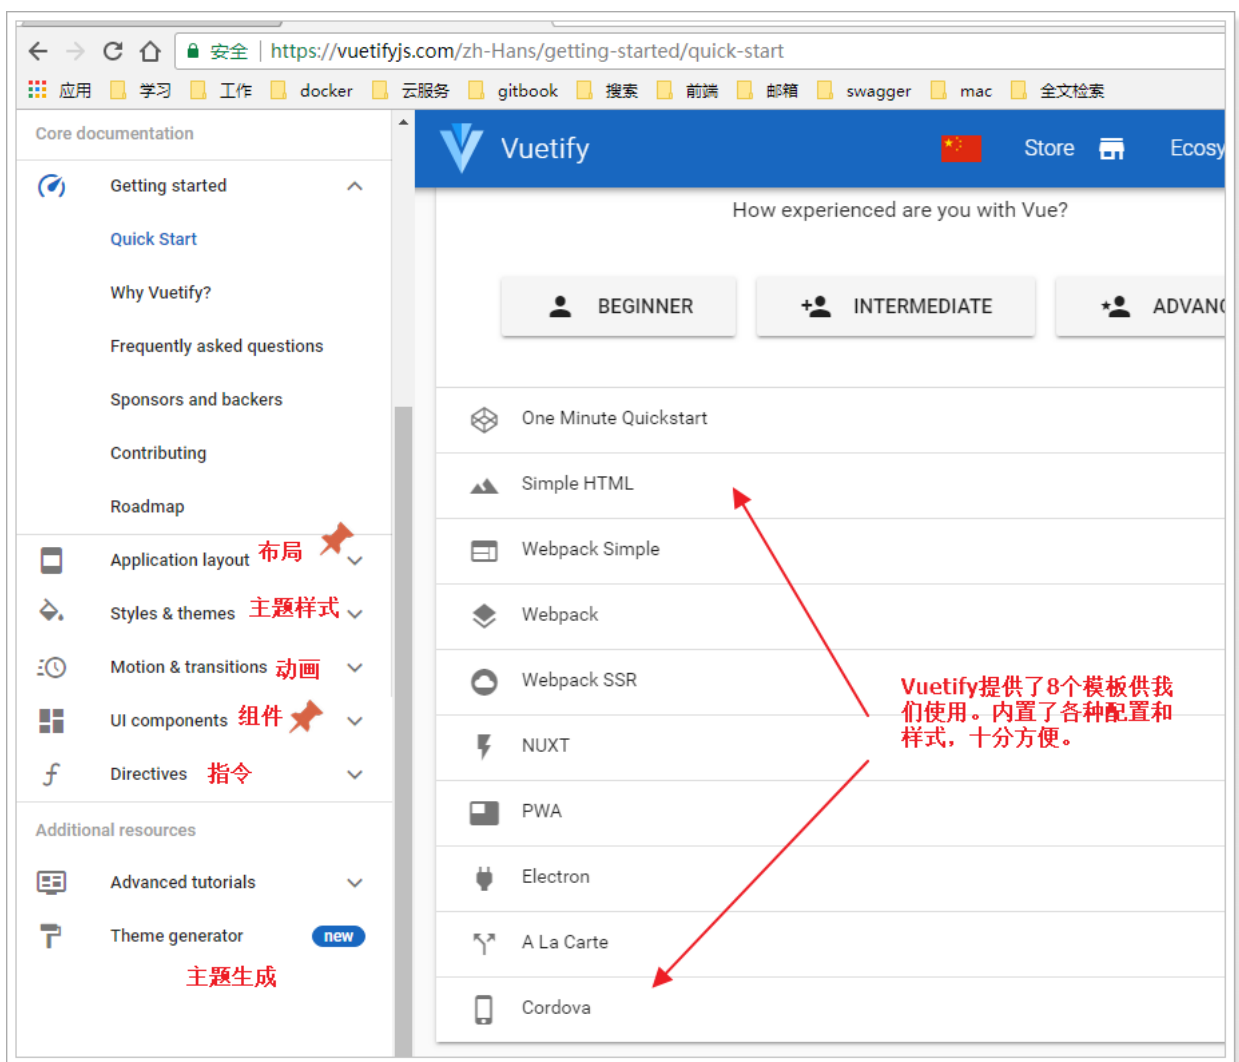 安全 | https://vuetifyjs.com/zh-Hans/getting-started/quick-start
应用 学习 工作 docker 云服务 gitbook 搜索 前端 邮箱 swagger mac 全文检索
Core documentation
Getting started
Quick Start
Why Vuetify?
Frequently asked questions
Sponsors and backers
Contributing
Roadmap
Application layout 布局
Styles & themes 主题样式
Motion & transitions 动画
UI components 组件
Directives 指令
Additional resources
Advanced tutorials
Theme generator new
主题生成
Vuetify Store Ecosy
How experienced are you with Vue?
BEGINNER INTERMEDIATE ADVANC
One Minute Quickstart
Simple HTML
Webpack Simple
Webpack
Webpack SSR
NUXT
PWA
Electron
A La Carte
Cordova
Vuetify提供了8个模板供我
们使用。内置了各种配置和
样式，十分方便。